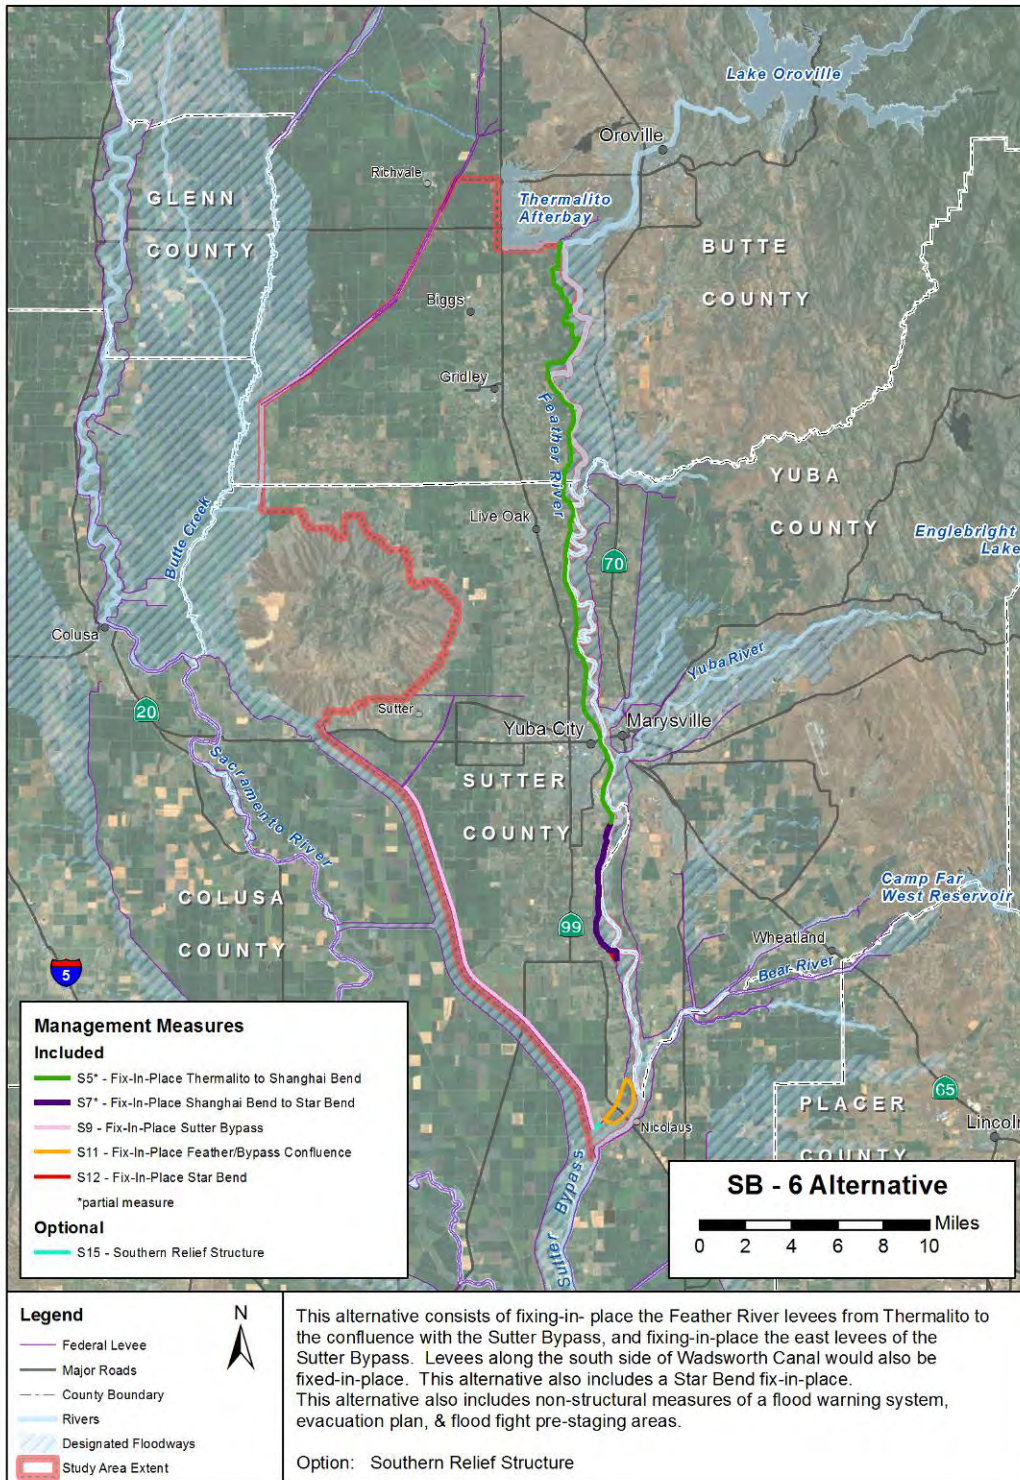 Lake Oroville
Oroville
Richvale
GLENN
COUNTY
Thermalito
Afterbay
BUTTE
COUNTY
Biggs
Gridley
Feather River
YUBA
COUNTY
Live Oak
Butte Creek
Englebright
Lake
70
Colusa
Yuba River
20
Sutter
Yuba City
Marysville
Sacramento River
SUTTER
COUNTY
COLUSA
COUNTY
Camp Far
West Reservoir
99
Wheatland
Bear River
5
65
PLACER
COUNTY
Lincoln
Nicolaus
Sutter Bypass
Management Measures
Included
S5* - Fix-In-Place Thermalito to Shanghai Bend
S7* - Fix-In-Place Shanghai Bend to Star Bend
S9 - Fix-In-Place Sutter Bypass
S11 - Fix-In-Place Feather/Bypass Confluence
S12 - Fix-In-Place Star Bend
*partial measure
Optional
S15 - Southern Relief Structure
SB - 6 Alternative
Miles
0 2 4 6 8 10
Legend
N
Federal Levee
Major Roads
County Boundary
Rivers
Designated Floodways
Study Area Extent
This alternative consists of fixing-in- place the Feather River levees from Thermalito to
the confluence with the Sutter Bypass, and fixing-in-place the east levees of the
Sutter Bypass. Levees along the south side of Wadsworth Canal would also be
fixed-in-place. This alternative also includes a Star Bend fix-in-place.
This alternative also includes non-structural measures of a flood warning system,
evacuation plan, & flood fight pre-staging areas.
Option: Southern Relief Structure